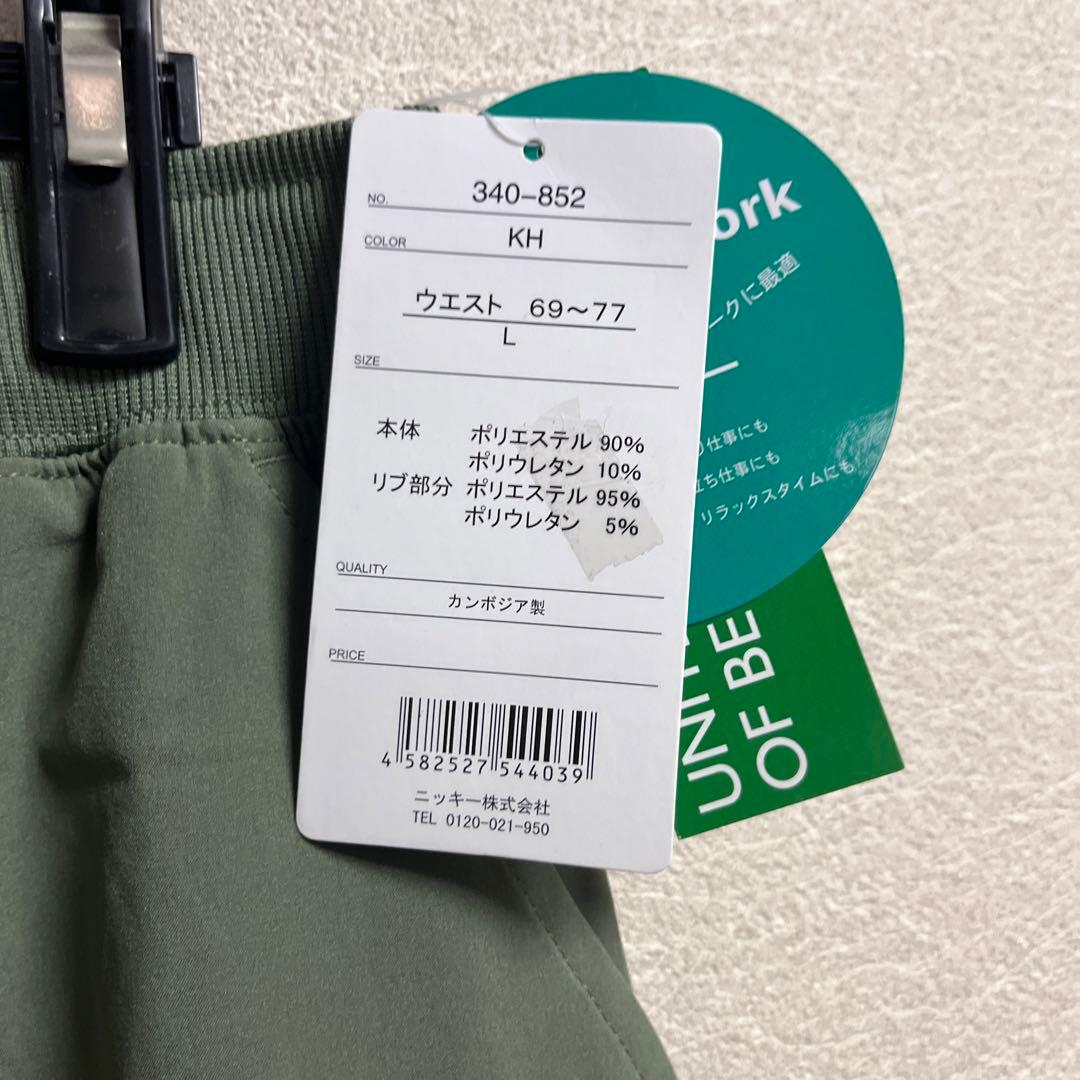 NO. 340-852
COLOR KH
ウエスト 69〜77
L
SIZE
本体 ポリエステル 90%
ポリウレタン 10%
リブ部分 ポリエステル 95%
ポリウレタン 5%
QUALITY
カンボジア製
PRICE
4 582527 544039
ニッキー株式会社
TEL 0120-021-950
ork
ークに最適
仕事にも
立ち仕事にも
リラックスタイムにも
UNIT
OF BE